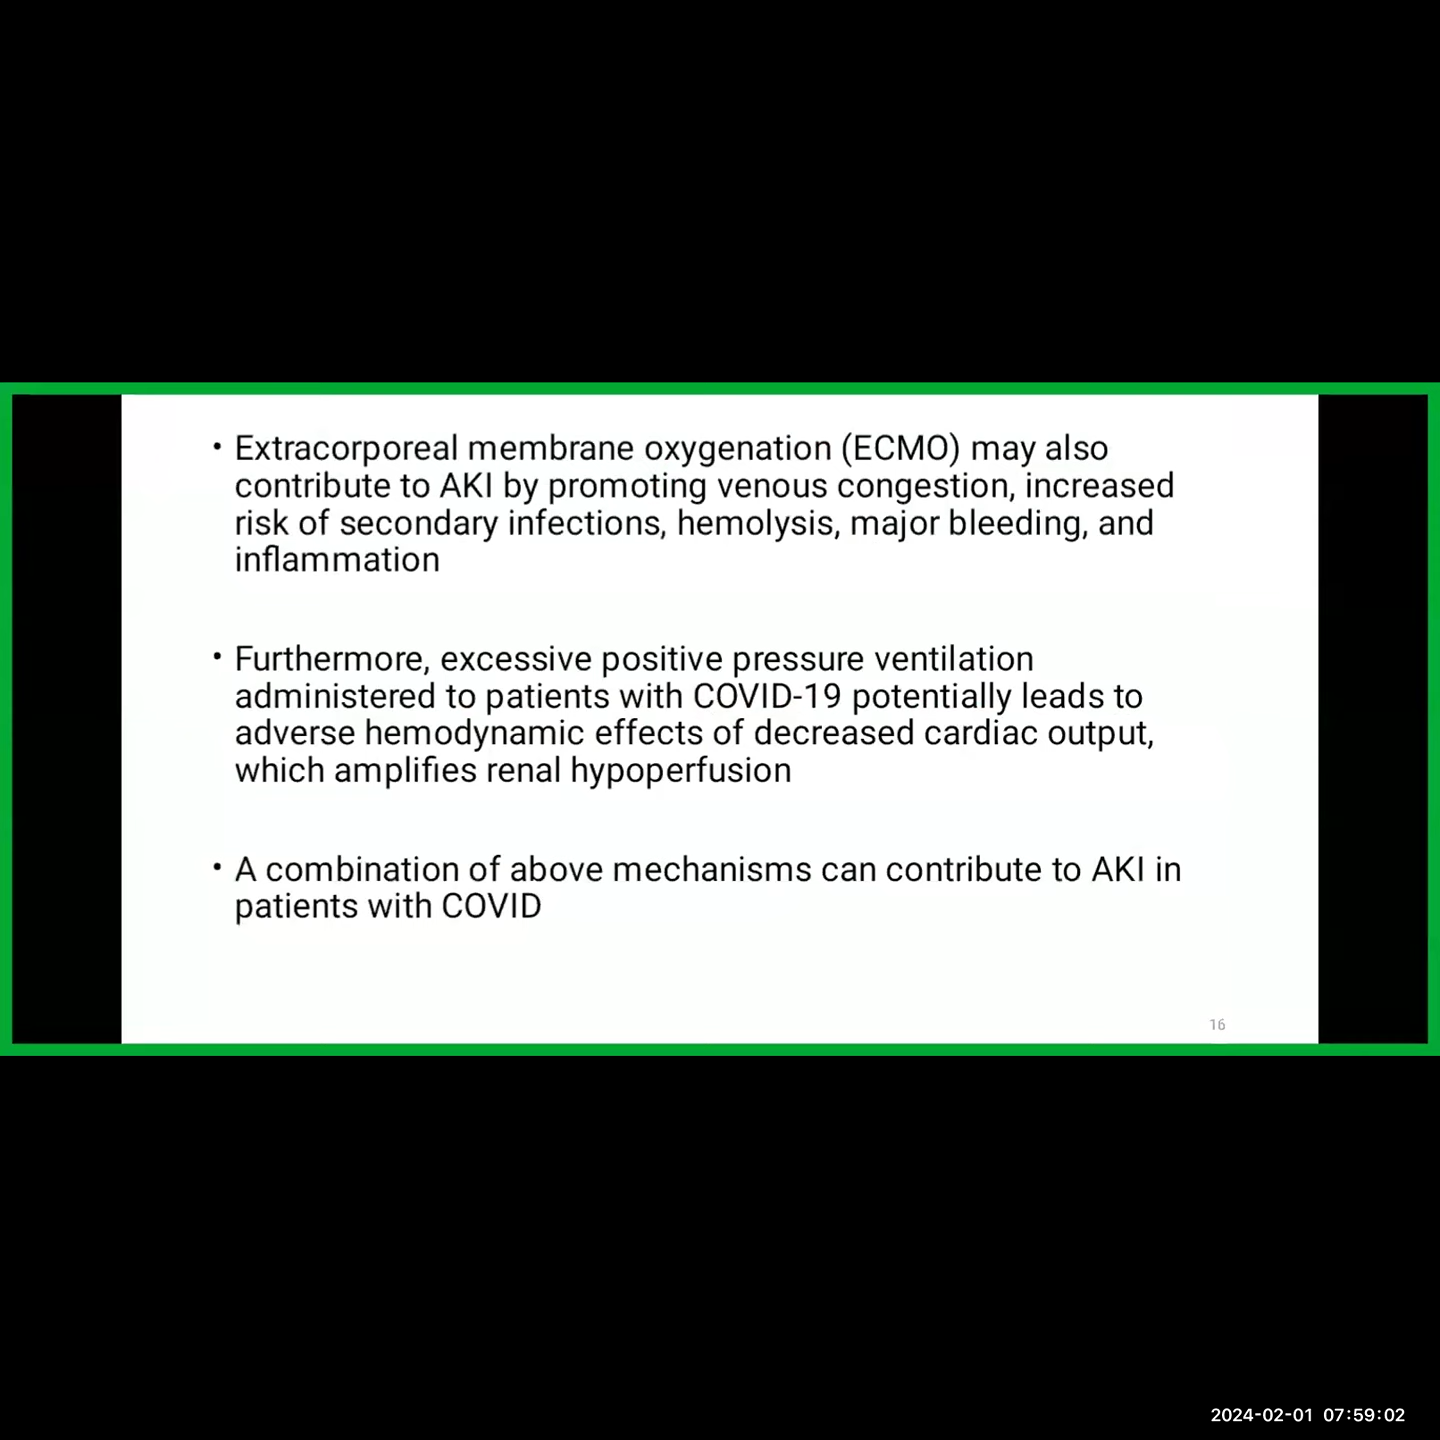 • Extracorporeal membrane oxygenation (ECMO) may also
contribute to AKI by promoting venous congestion, increased
risk of secondary infections, hemolysis, major bleeding, and
inflammation
• Furthermore, excessive positive pressure ventilation
administered to patients with COVID-19 potentially leads to
adverse hemodynamic effects of decreased cardiac output,
which amplifies renal hypoperfusion
• A combination of above mechanisms can contribute to AKI in
patients with COVID
16
2024-02-01 07:59:02